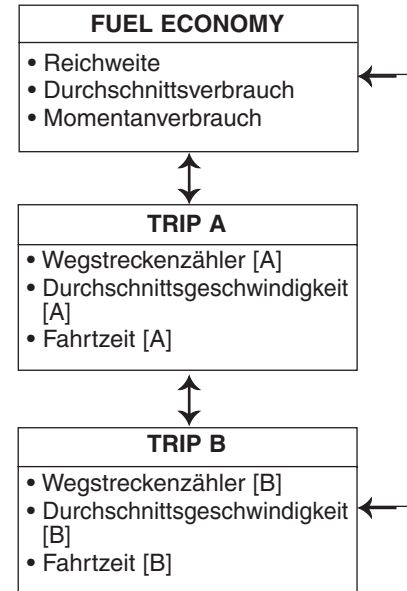 FUEL ECONOMY
• Reichweite
• Durchschnittsverbrauch
• Momentanverbrauch
TRIP A
• Wegstreckenzähler [A]
• Durchschnittsgeschwindigkeit
[A]
• Fahrtzeit [A]
TRIP B
• Wegstreckenzähler [B]
• Durchschnittsgeschwindigkeit
[B]
• Fahrtzeit [B]